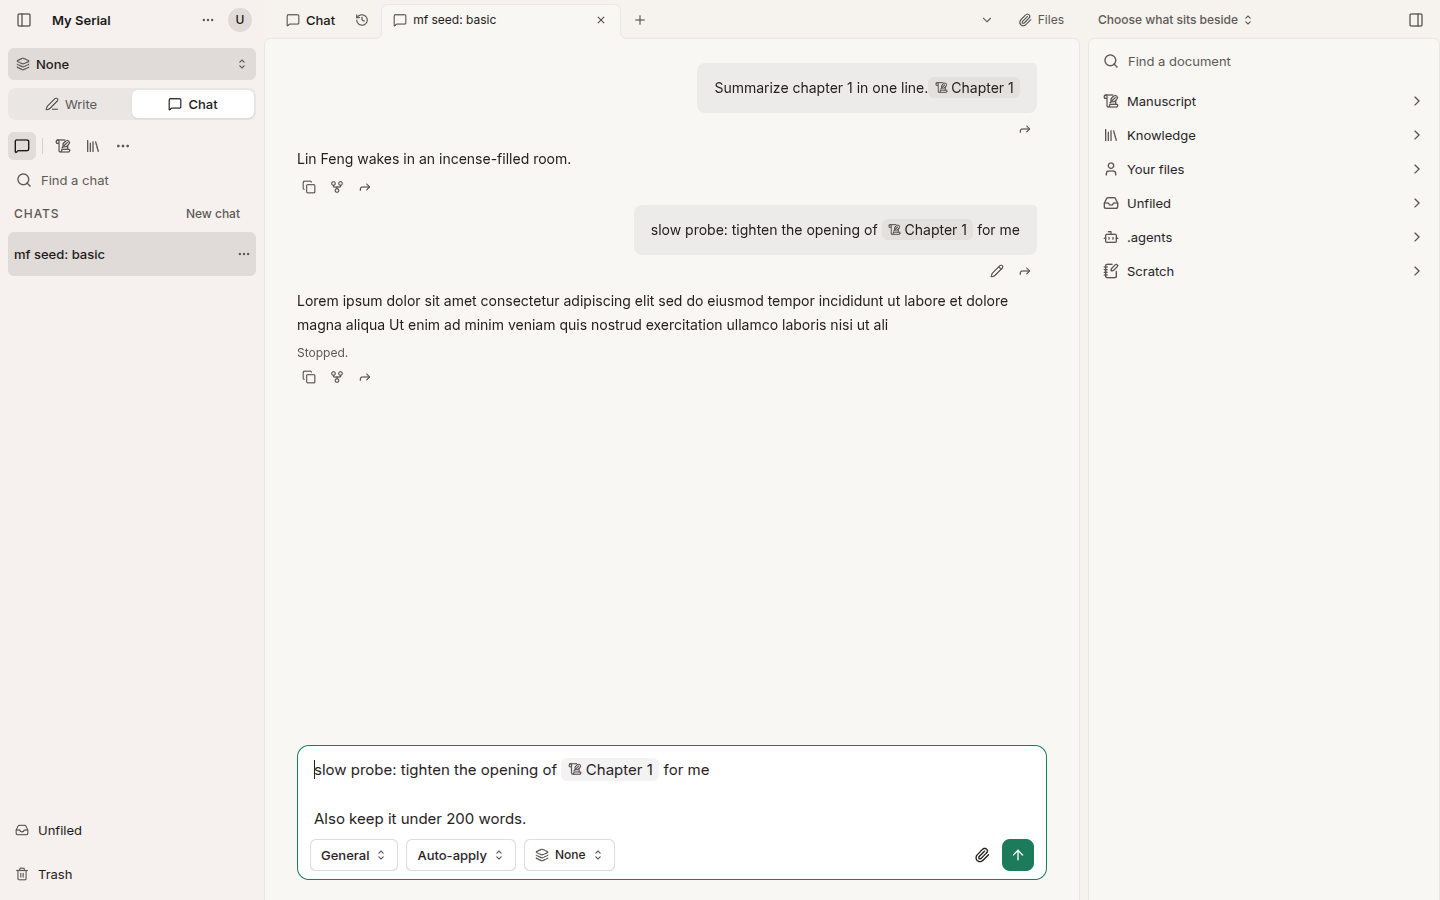 My Serial
U
None
Write
Chat
Find a chat
CHATS
New chat
mf seed: basic
Unfiled
Trash
Chat
mf seed: basic
Files
Summarize chapter 1 in one line. Chapter 1
Lin Feng wakes in an incense-filled room.
slow probe: tighten the opening of Chapter 1 for me
Lorem ipsum dolor sit amet consectetur adipiscing elit sed do eiusmod tempor incididunt ut labore et dolore
magna aliqua Ut enim ad minim veniam quis nostrud exercitation ullamco laboris nisi ut ali
Stopped.
slow probe: tighten the opening of Chapter 1 for me
Also keep it under 200 words.
General
Auto-apply
None
Choose what sits beside
Find a document
Manuscript
Knowledge
Your files
Unfiled
.agents
Scratch